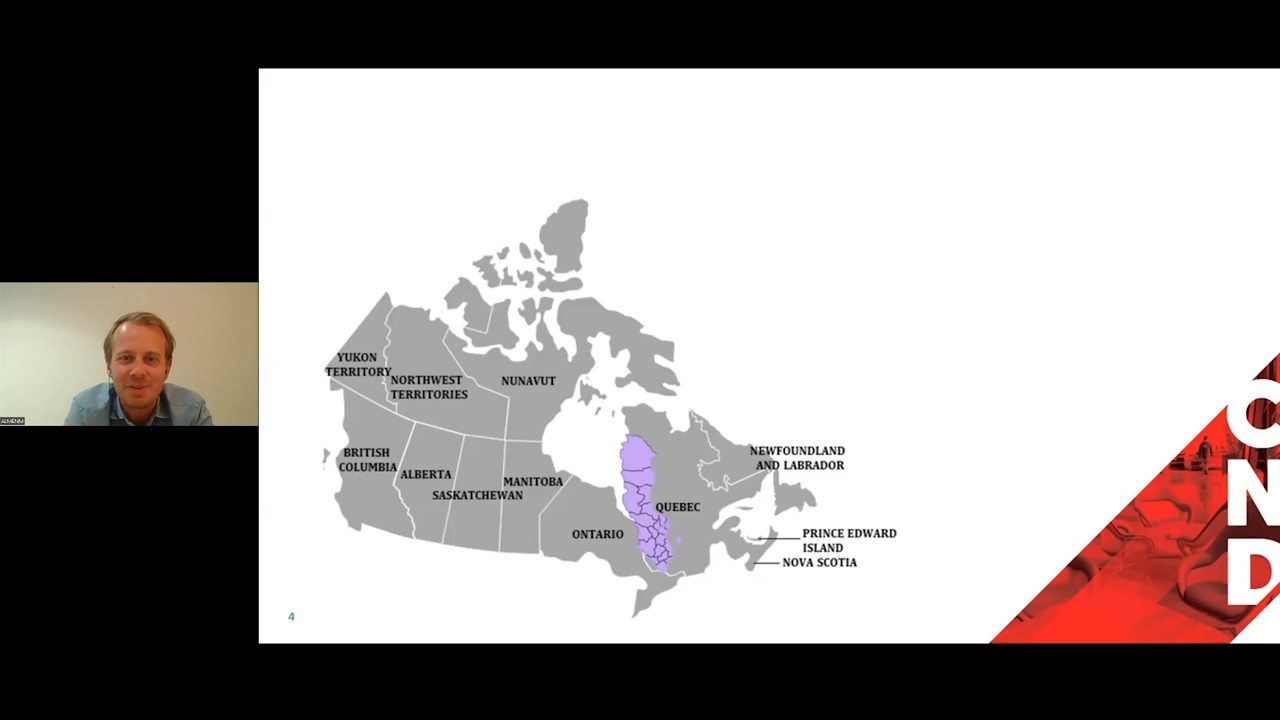 YUKON
TERRITORY
NORTHWEST
TERRITORIES
NUNAVUT
BRITISH
COLUMBIA
ALBERTA
SASKATCHEWAN
MANITOBA
ONTARIO
QUEBEC
NEWFOUNDLAND
AND LABRADOR
PRINCE EDWARD
ISLAND
NOVA SCOTIA
4
C
N
D